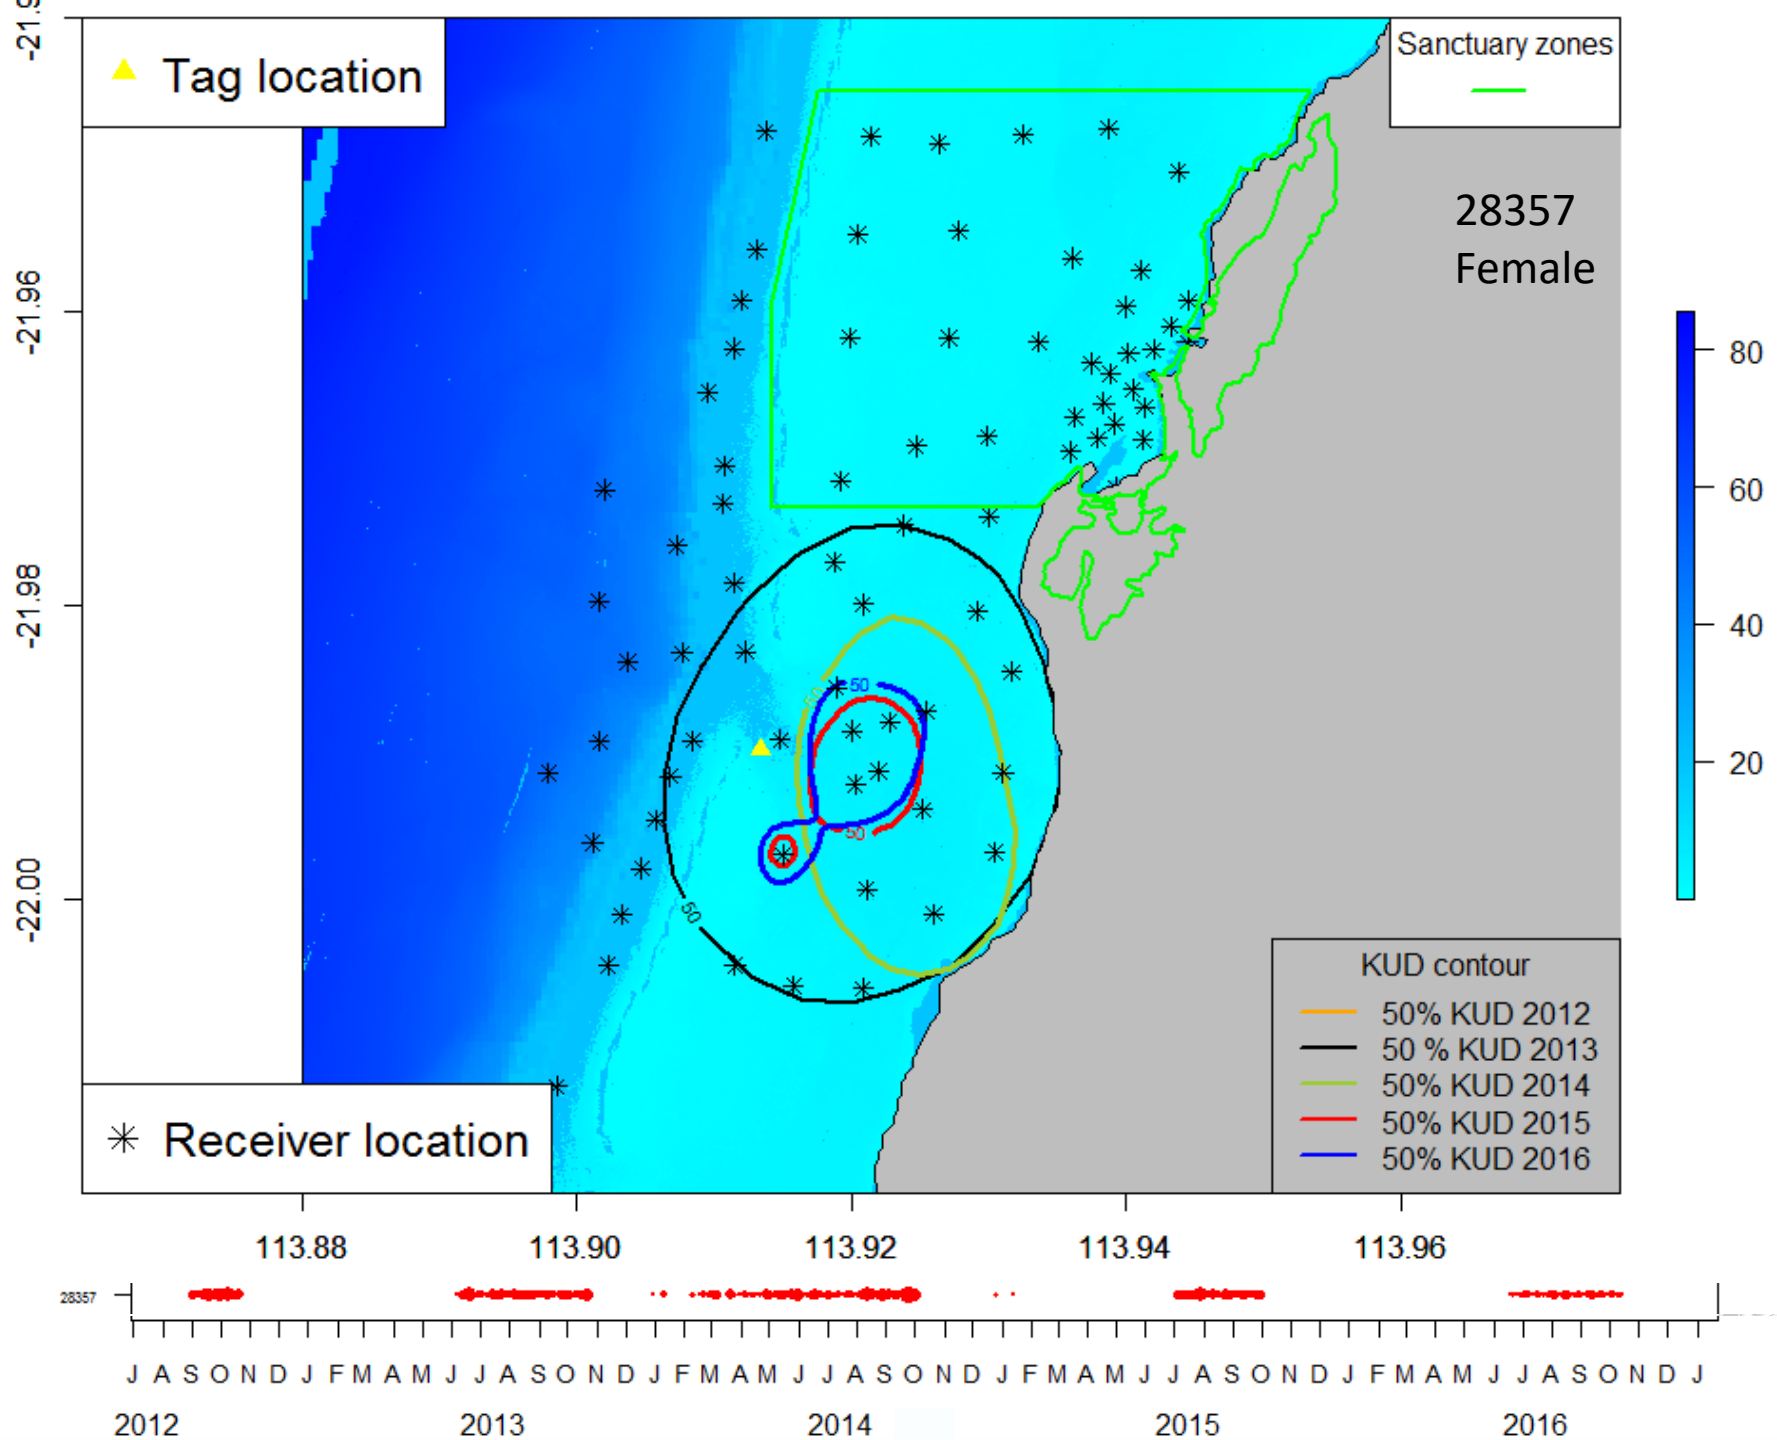 Tag location
Sanctuary zones
28357
Female
-21.9
-21.96
-21.98
-22.00
80
60
40
20
50
50
50
50
KUD contour
50% KUD 2012
50 % KUD 2013
50% KUD 2014
50% KUD 2015
50% KUD 2016
Receiver location
113.88 113.90 113.92 113.94 113.96
28357
J A S O N D J F M A M J J A S O N D J F M A M J J A S O N D J F M A M J J A S O N D J F M A M J J A S O N D J
2012 2013 2014 2015 2016